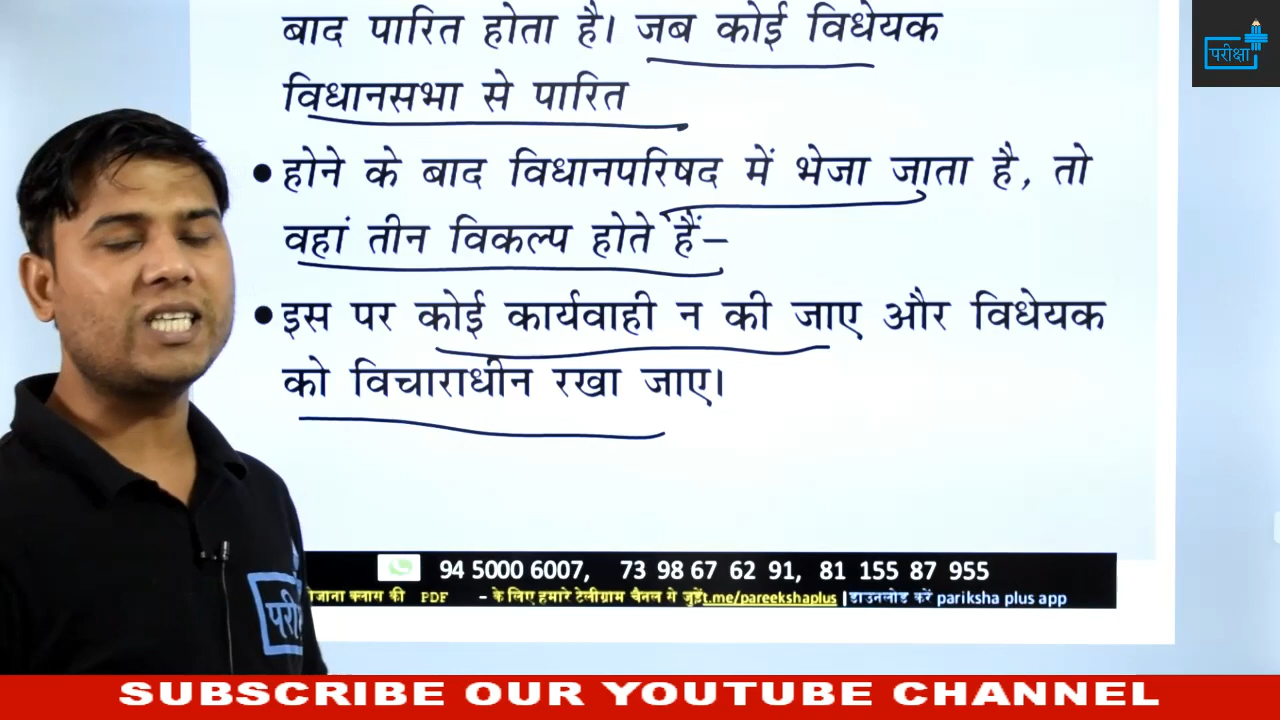 बाद पारित होता है। जब कोई विधेयक
परीक्षा
विधानसभा से पारित
• होने के बाद विधानपरिषद में भेजा जाता है, तो
वहां तीन विकल्प होते हैं–
• इस पर कोई कार्यवाही न की जाए और विधेयक
को विचाराधीन रखा जाए।
94 5000 6007, 73 98 67 62 91, 81 155 87 955
क्लास की PDF – के लिए हमारे टेलीग्राम चैनल से जुड़ें t.me/pareekshaplus | डाउनलोड करें pariksha plus app
SUBSCRIBE OUR YOUTUBE CHANNEL